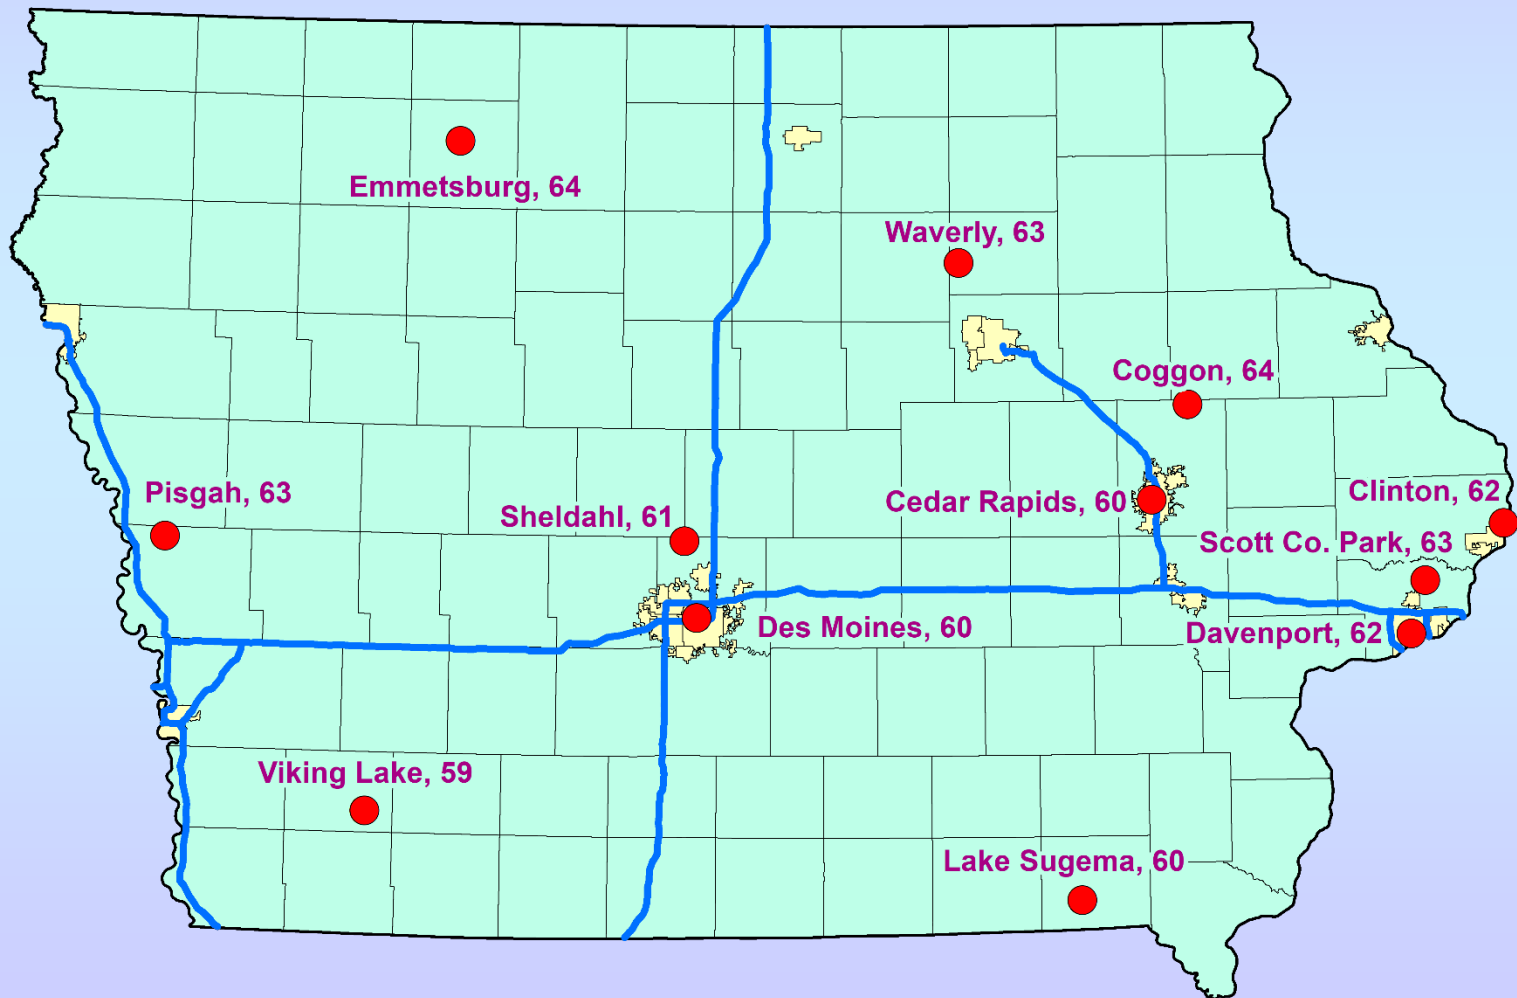 Emmetsburg, 64
Waverly, 63
Coggon, 64
Pisgah, 63
Sheldahl, 61
Cedar Rapids, 60
Clinton, 62
Scott Co. Park, 63
Des Moines, 60
Davenport, 62
Viking Lake, 59
Lake Sugema, 60